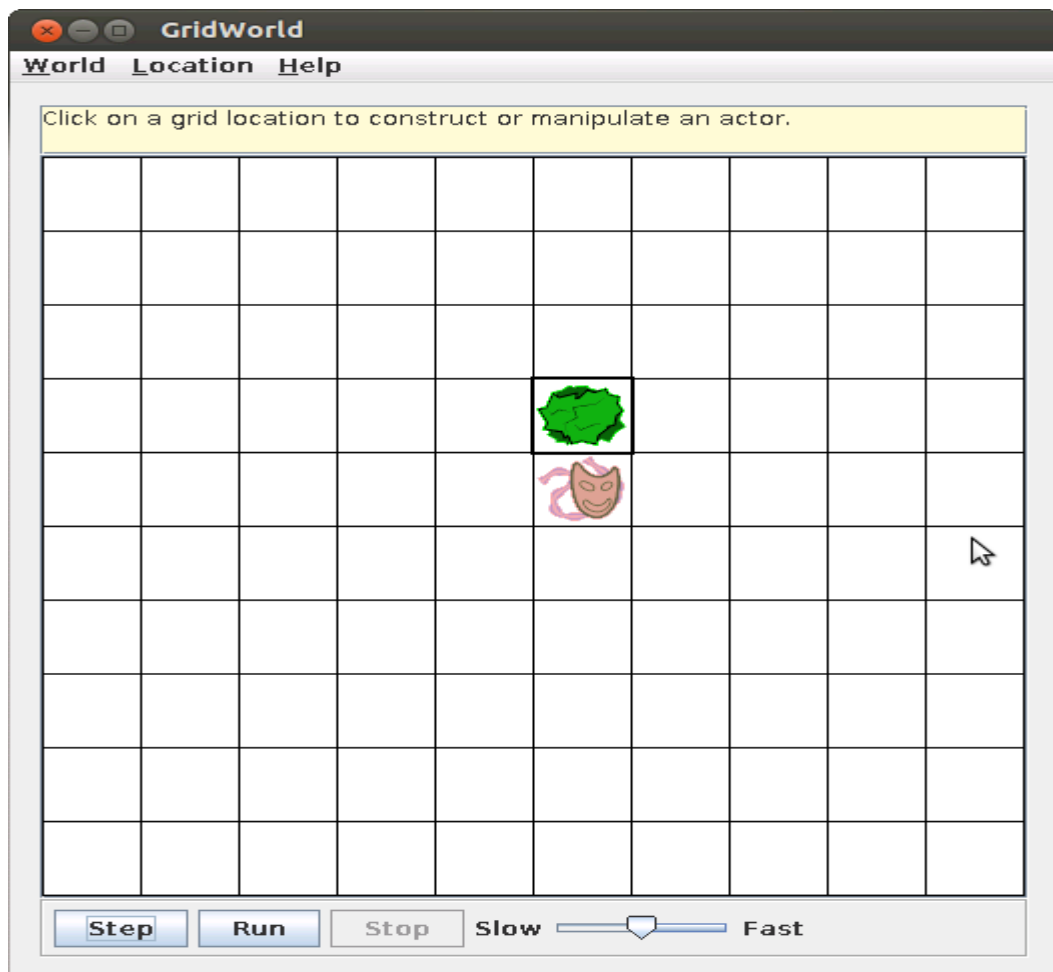 GridWorld
World Location Help
Click on a grid location to construct or manipulate an actor.
Step Run Stop Slow Fast